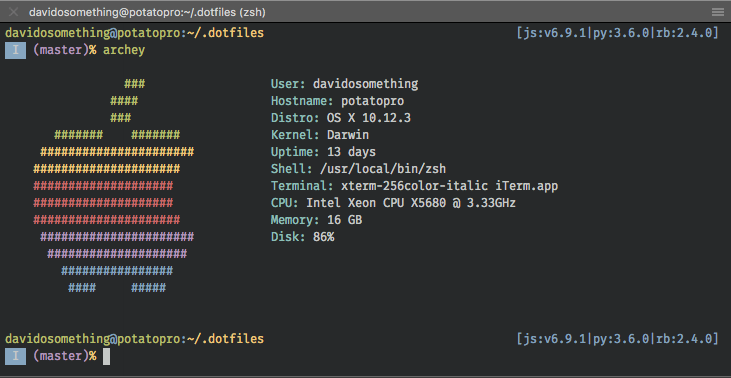 davidosomething@potatopro:~/.dotfiles (zsh)
davidosomething@potatopro:~/.dotfiles [js:v6.9.1|py:3.6.0|rb:2.4.0]
I (master)% archey
### User: davidosomething
#### Hostname: potatopro
### Distro: OS X 10.12.3
####### ####### Kernel: Darwin
###################### Uptime: 13 days
##################### Shell: /usr/local/bin/zsh
#################### Terminal: xterm-256color-italic iTerm.app
#################### CPU: Intel Xeon CPU X5680 @ 3.33GHz
##################### Memory: 16 GB
###################### Disk: 86%
####################
################
#### #####
davidosomething@potatopro:~/.dotfiles [js:v6.9.1|py:3.6.0|rb:2.4.0]
I (master)%